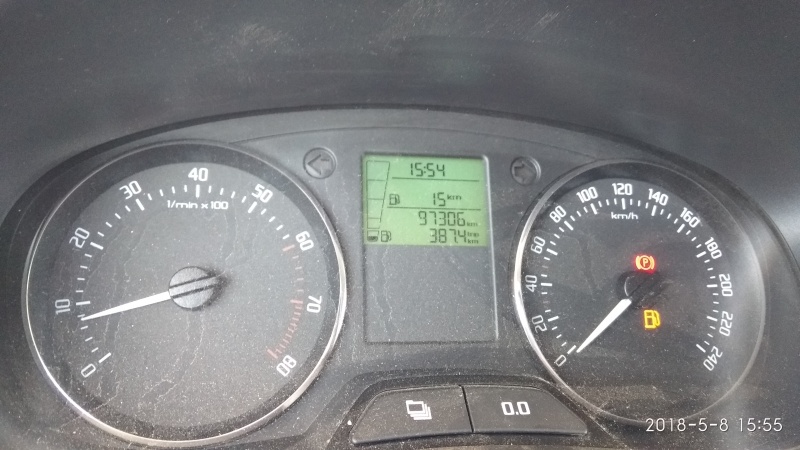 0 10 20 30 40 50 60 70 80
l/min x 100
15:54
15 km
97306 km
387.4 trip km
0 20 40 60 80 100 120 140 160 180 200 220 240
km/h
P
0.0
2018-5-8 15:55